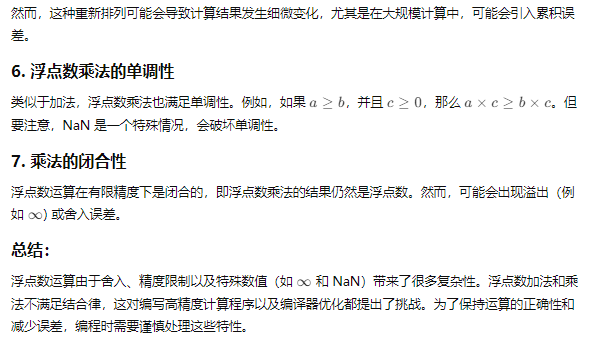 然而，这种重新排列可能会导致计算结果发生细微变化，尤其是在大规模计算中，可能会引入累积误
差。
6. 浮点数乘法的单调性
类似于加法，浮点数乘法也满足单调性。例如，如果 a ≥ b，并且 c ≥ 0，那么 a × c ≥ b × c。但
要注意，NaN 是一个特殊情况，会破坏单调性。
7. 乘法的闭合性
浮点数运算在有限精度下是闭合的，即浮点数乘法的结果仍然是浮点数。然而，可能会出现溢出（例
如 ∞）或舍入误差。
总结：
浮点数运算由于舍入、精度限制以及特殊数值（如 ∞ 和 NaN）带来了很多复杂性。浮点数加法和乘
法不满足结合律，这对编写高精度计算程序以及编译器优化都提出了挑战。为了保持运算的正确性和
减少误差，编程时需要谨慎处理这些特性。